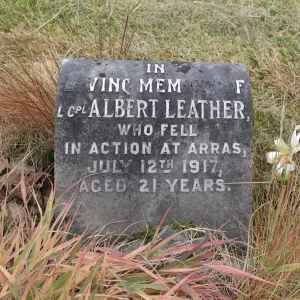 IN
VING MEM F
L CPL ALBERT LEATHER,
WHO FELL
IN ACTION AT ARRAS,
JULY 12TH 1917,
AGED 21 YEARS.